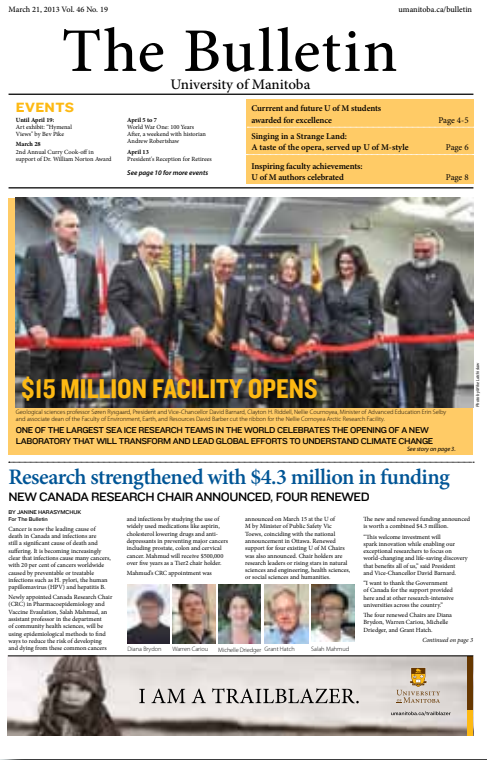 March 21, 2013 Vol. 46 No. 19
umanitoba.ca/bulletin
The Bulletin
University of Manitoba
EVENTS
Until April 19:
Art exhibit: "Hymenal
Views" by Bev Pike
March 28
2nd Annual Curry Cook-off in
support of Dr. William Norton Award
April 5 to 7
World War One: 100 Years
After, a weekend with historian
Andrew Robertshaw
April 13
President's Reception for Retirees
See page 10 for more events
Currrent and future U of M students
awarded for excellence Page 4-5
Singing in a Strange Land:
A taste of the opera, served up U of M-style Page 6
Inspiring faculty achievements:
U of M authors celebrated Page 8
$15 MILLION FACILITY OPENS
Geological sciences professor Søren Rysgaard, President and Vice-Chancellor David Barnard, Clayton H. Riddell, Nellie Cournoyea, Minister of Advanced Education Erin Selby
and associate dean of the Faculty of Environment, Earth, and Resources David Barber cut the ribbon for the Nellie Cornoyea Arctic Research Facility.
ONE OF THE LARGEST SEA ICE RESEARCH TEAMS IN THE WORLD CELEBRATES THE OPENING OF A NEW
LABORATORY THAT WILL TRANSFORM AND LEAD GLOBAL EFFORTS TO UNDERSTAND CLIMATE CHANGE
See story on page 5.
Research strengthened with $4.3 million in funding
NEW CANADA RESEARCH CHAIR ANNOUNCED, FOUR RENEWED
BY JANINE HARASYMCHUK
For The Bulletin
Cancer is now the leading cause of
death in Canada and infections are
still a significant cause of death and
suffering. It is becoming increasingly
clear that infections cause many cancers,
with 20 per cent of cancers worldwide
caused by preventable or treatable
infections such as H. pylori, the human
papillomavirus (HPV) and hepatitis B.
Newly appointed Canada Research Chair
(CRC) in Pharmacoepidemiology and
Vaccine Evaulation, Salah Mahmud, an
assistant professor in the department
of community health sciences, will be
using epidemiological methods to find
ways to reduce the risk of developing
and dying from these common cancers
and infections by studying the use of
widely used medications like aspirin,
cholesterol lowering drugs and anti-
depressants in preventing major cancers
including prostate, colon and cervical
cancer. Mahmud will receive $500,000
over five years as a Tier2 chair holder.
Mahmud's CRC appointment was
announced on March 15 at the U of
M by Minister of Public Safety Vic
Toews, coinciding with the national
announcement in Ottawa. Renewed
support for four existing U of M Chairs
was also announced. Chair holders are
research leaders or rising stars in natural
sciences and engineering, health sciences,
or social sciences and humanities.
The new and renewed funding announced
is worth a combined $4.3 million.
"This welcome investment will
spark innovation while enabling our
exceptional researchers to focus on
world-changing and life-saving discovery
that benefits all of us," said President
and Vice-Chancellor David Barnard.
"I want to thank the Government
of Canada for the support provided
here and at other research-intensive
universities across the country."
The four renewed Chairs are Diana
Brydon, Warren Cariou, Michelle
Driedger, and Grant Hatch.
Continued on page 3
Diana Brydon Warren Cariou Michelle Driedger Grant Hatch Salah Mahmud
I AM A TRAILBLAZER.
UNIVERSITY
OF MANITOBA
umanitoba.ca/trailblazer